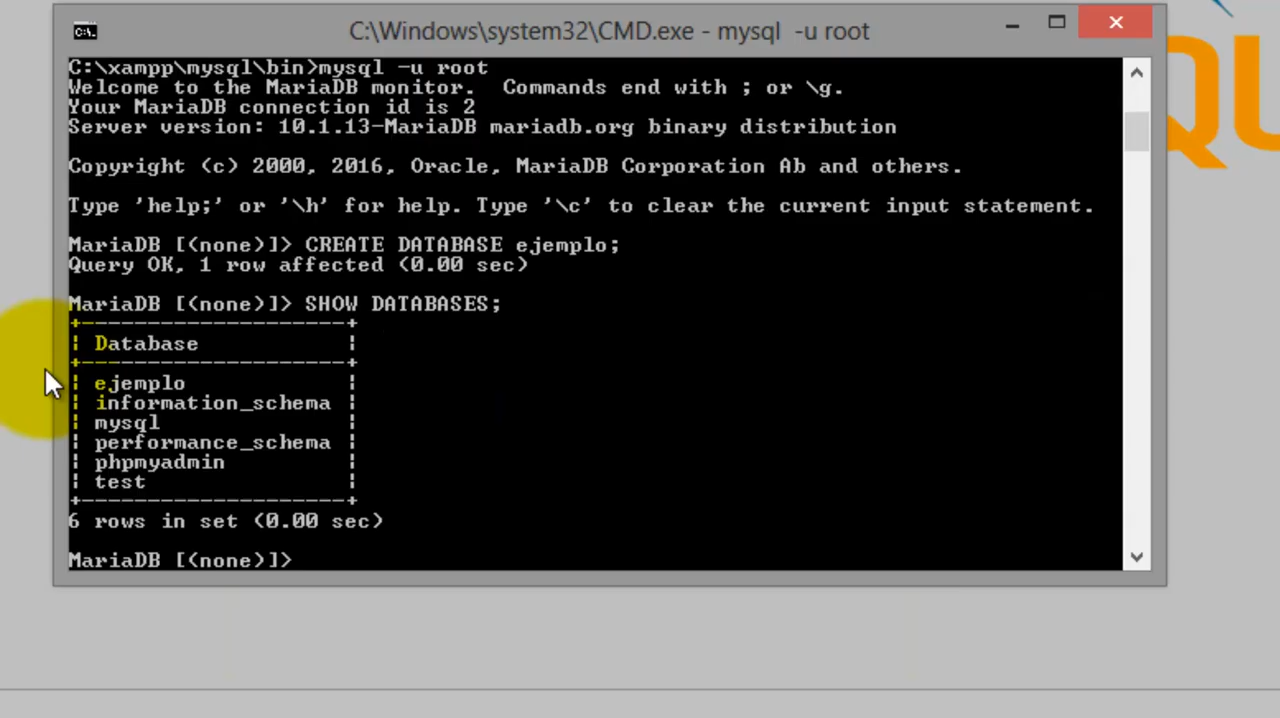 C:\Windows\system32\CMD.exe - mysql -u root
C:\xampp\mysql\bin>mysql -u root
Welcome to the MariaDB monitor.  Commands end with ; or \g.
Your MariaDB connection id is 2
Server version: 10.1.13-MariaDB mariadb.org binary distribution
Copyright (c) 2000, 2016, Oracle, MariaDB Corporation Ab and others.
Type 'help;' or '\h' for help. Type '\c' to clear the current input statement.
MariaDB [(none)]> CREATE DATABASE ejemplo;
Query OK, 1 row affected (0.00 sec)
MariaDB [(none)]> SHOW DATABASES;
Database
ejemplo
information_schema
mysql
performance_schema
phpmyadmin
test
6 rows in set (0.00 sec)
MariaDB [(none)]>